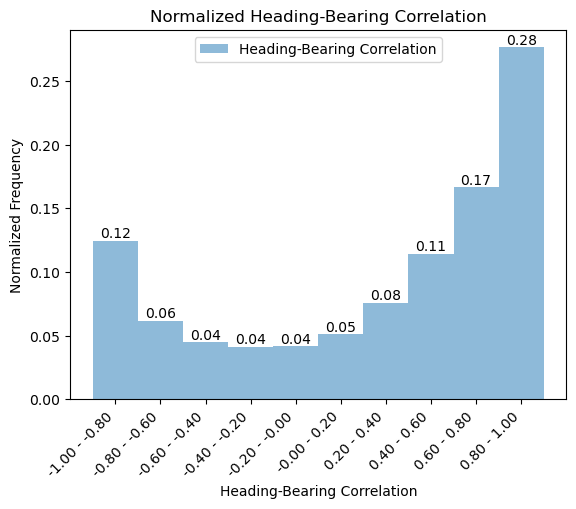 Normalized Heading-Bearing Correlation
Heading-Bearing Correlation
0.28
0.25
0.20
0.17
0.15
0.12
0.11
0.10
0.08
0.06
0.05
0.05
0.04
0.04
0.04
0.00
Normalized Frequency
-1.00 - -0.80
-0.80 - -0.60
-0.60 - -0.40
-0.40 - -0.20
-0.20 - -0.00
-0.00 - 0.20
0.20 - 0.40
0.40 - 0.60
0.60 - 0.80
0.80 - 1.00
Heading-Bearing Correlation